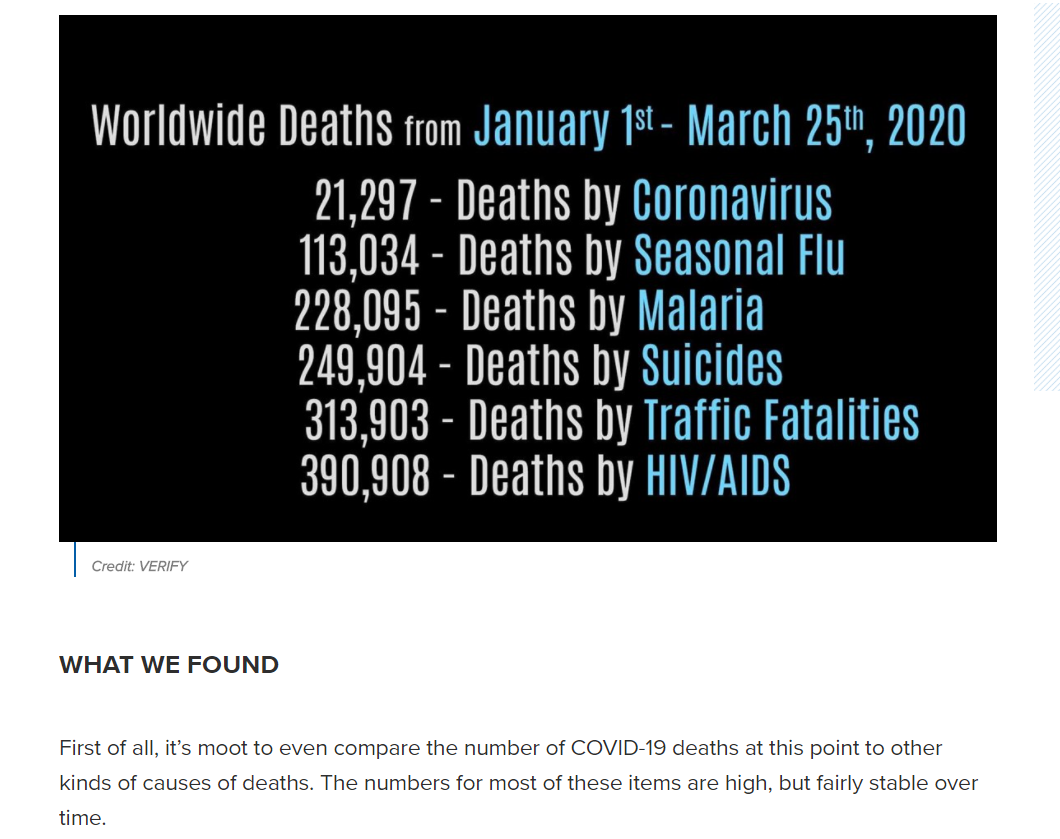 Worldwide Deaths from January 1st - March 25th, 2020
21,297 - Deaths by Coronavirus
113,034 - Deaths by Seasonal Flu
228,095 - Deaths by Malaria
249,904 - Deaths by Suicides
313,903 - Deaths by Traffic Fatalities
390,908 - Deaths by HIV/AIDS
Credit: VERIFY
WHAT WE FOUND
First of all, it's moot to even compare the number of COVID-19 deaths at this point to other
kinds of causes of deaths. The numbers for most of these items are high, but fairly stable over
time.